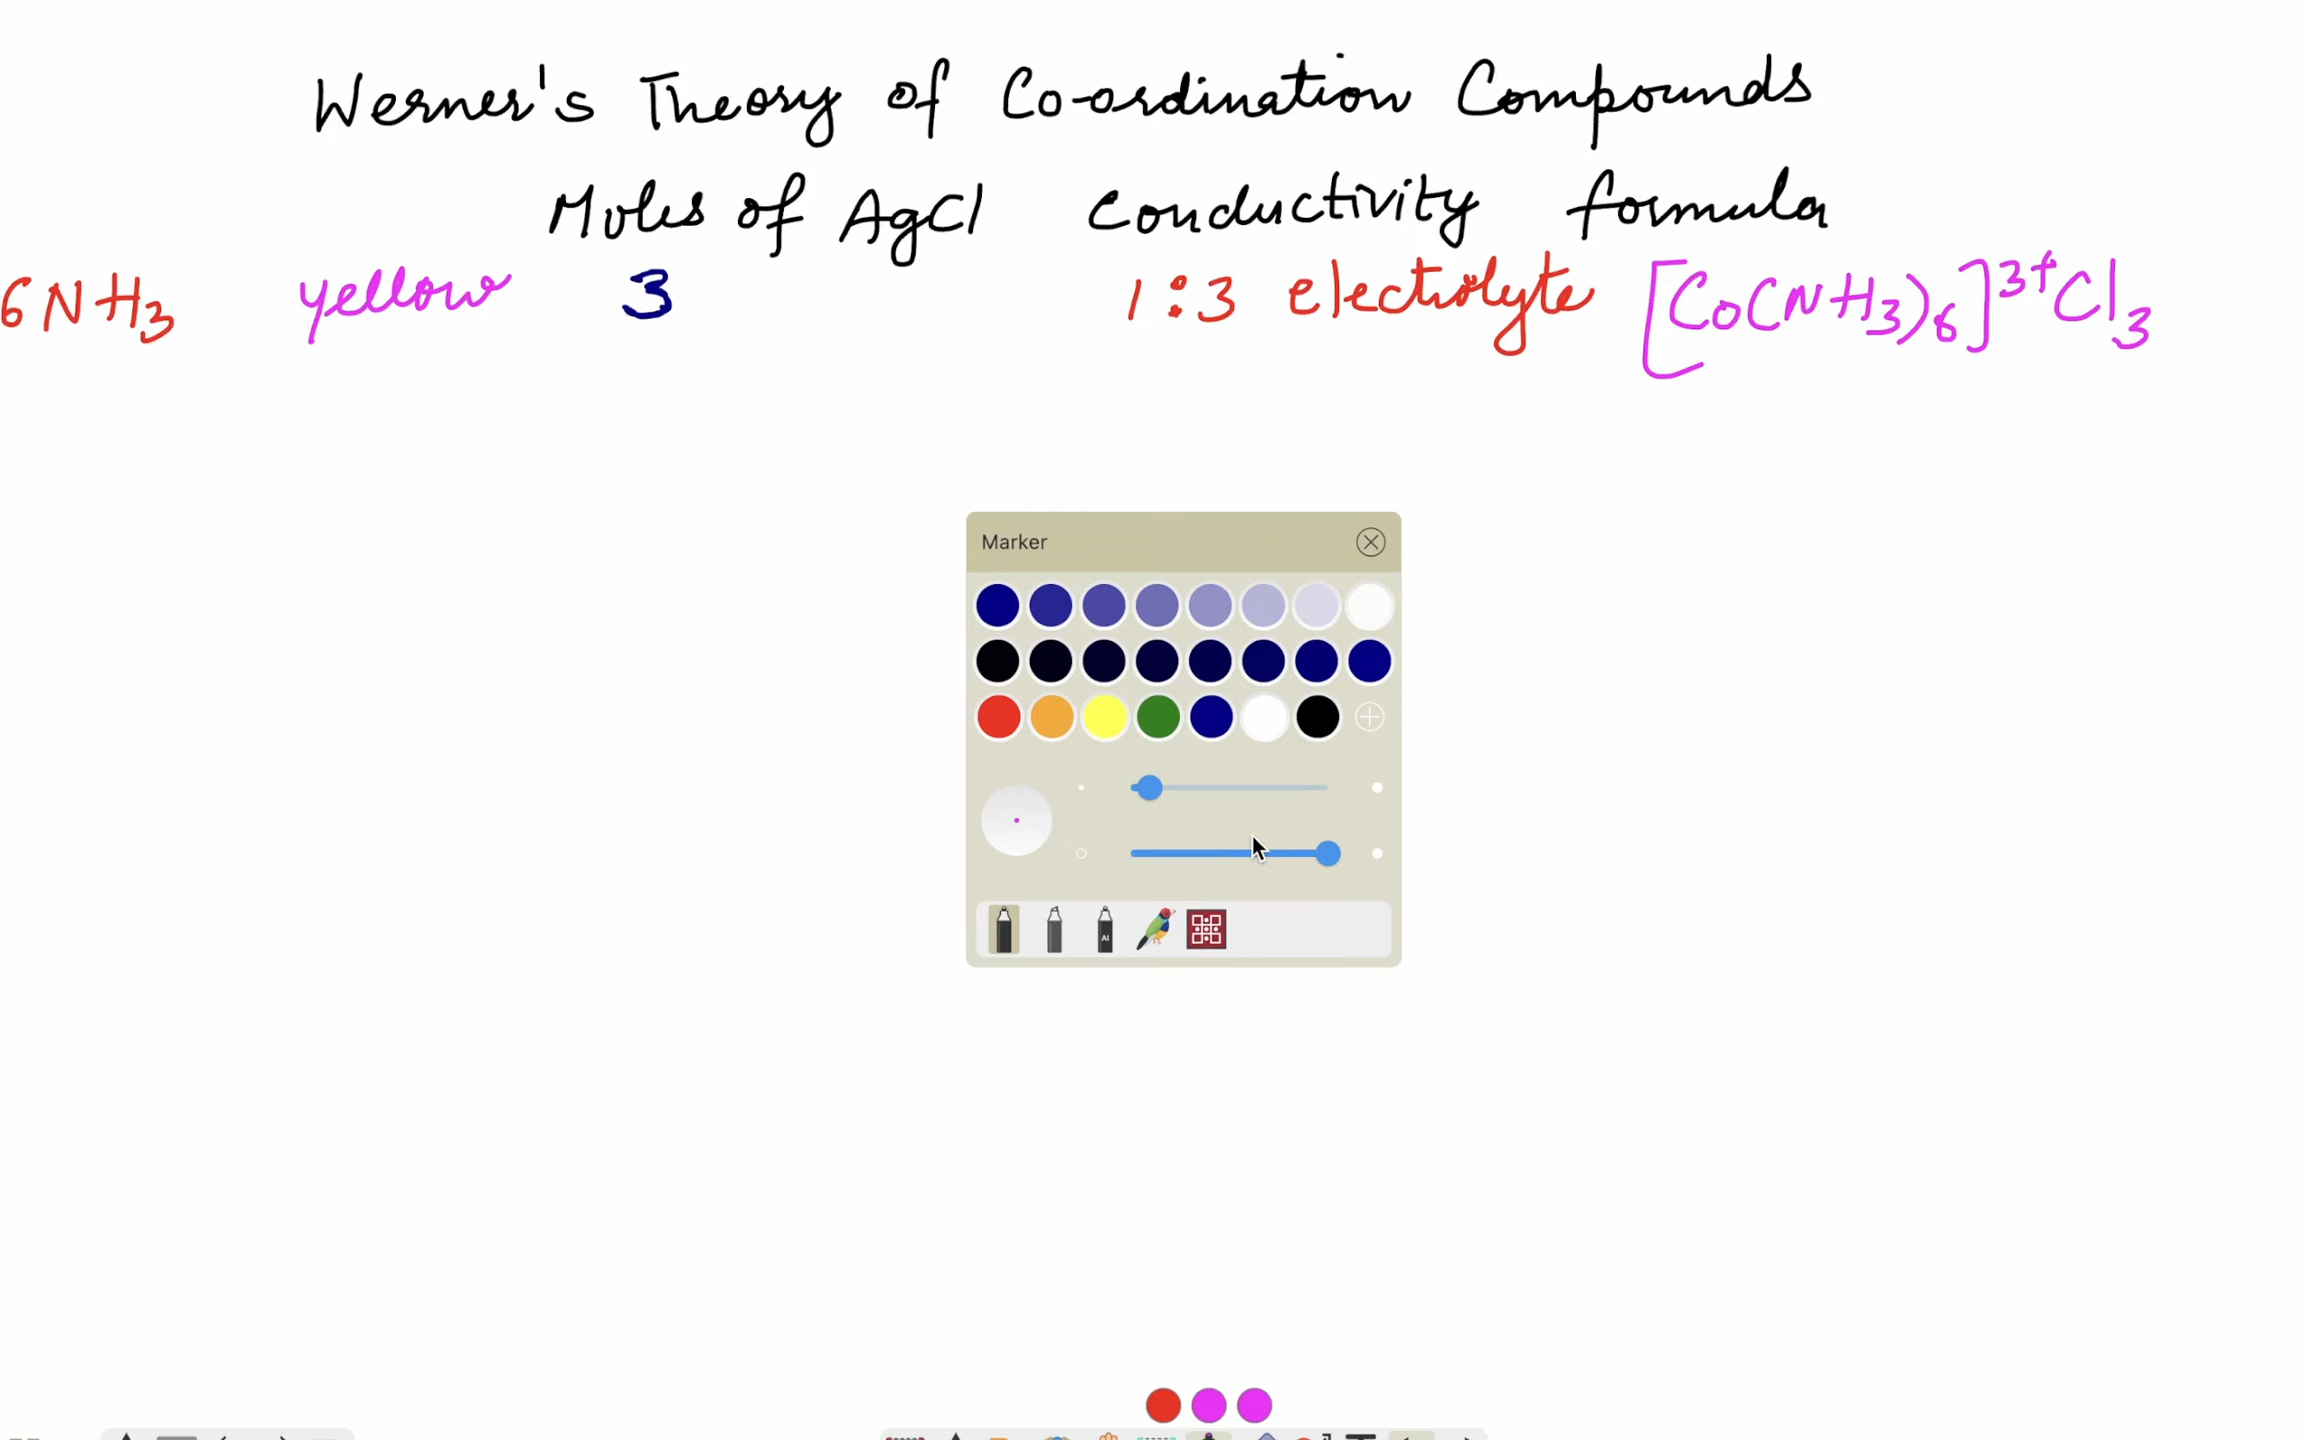 Werner's Theory of Co-ordination Compounds
Moles of AgCl Conductivity formula
6NH3 yellow 3 1:3 electrolyte [Co(NH3)6]3+Cl3
Marker
AI